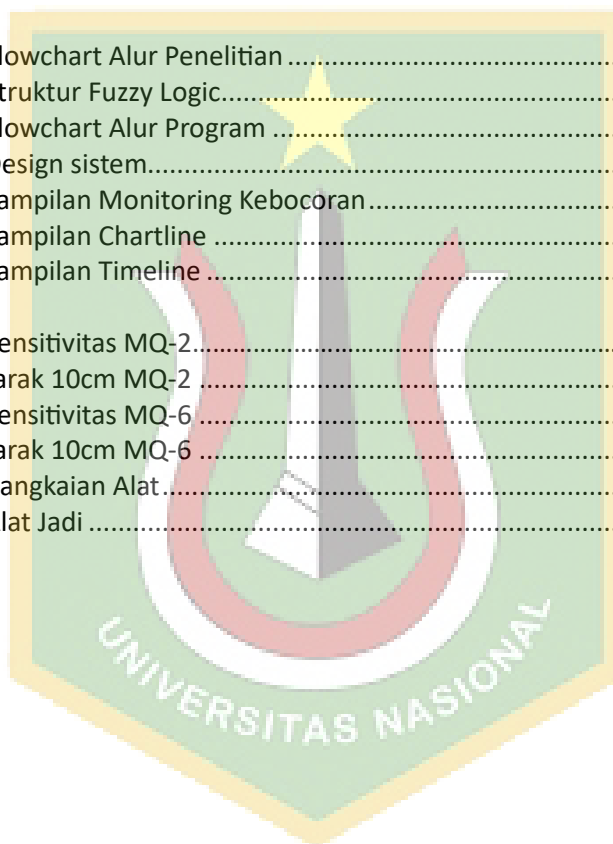 lowchart Alur Penelitian ..............................................
truktur Fuzzy Logic.......................................................
lowchart Alur Program ................................................
Design sistem................................................................
ampilan Monitoring Kebocoran...................................
ampilan Chartline .........................................................
ampilan Timeline ..........................................................
ensitivitas MQ-2...........................................................
arak 10cm MQ-2 ..........................................................
ensitivitas MQ-6 ..........................................................
arak 10cm MQ-6 ..........................................................
angkaian Alat................................................................
lat Jadi .........................................................................
UNIVERSITAS NASIONAL